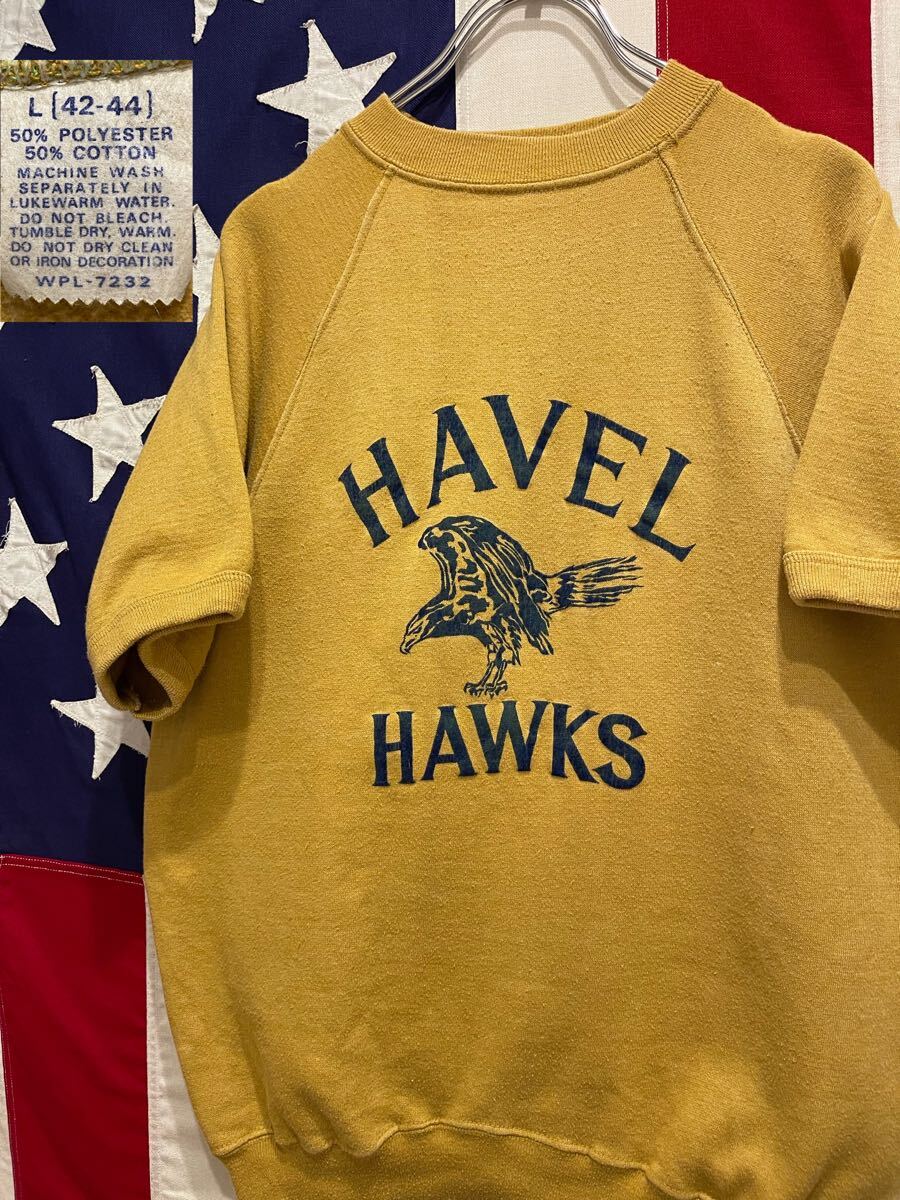 L (42-44)
50% POLYESTER
50% COTTON
MACHINE WASH
SEPARATELY IN
LUKEWARM WATER.
DO NOT BLEACH.
TUMBLE DRY, WARM.
DO NOT DRY CLEAN
OR IRON DECORATION
WPL-7232
HAVEL
HAWKS